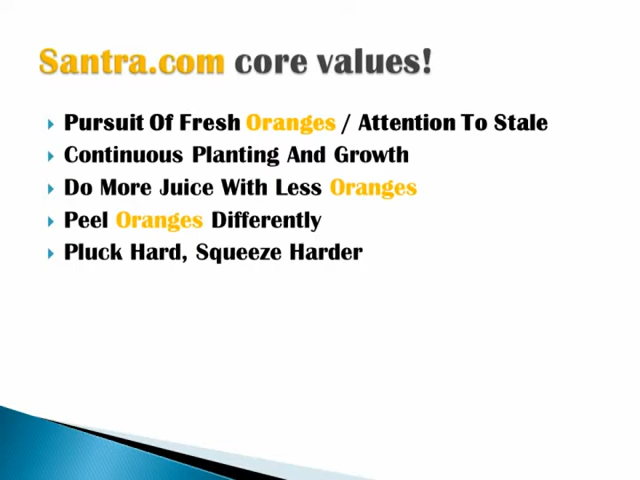 Santra.com core values!
Pursuit Of Fresh Oranges / Attention To Stale
Continuous Planting And Growth
Do More Juice With Less Oranges
Peel Oranges Differently
Pluck Hard, Squeeze Harder